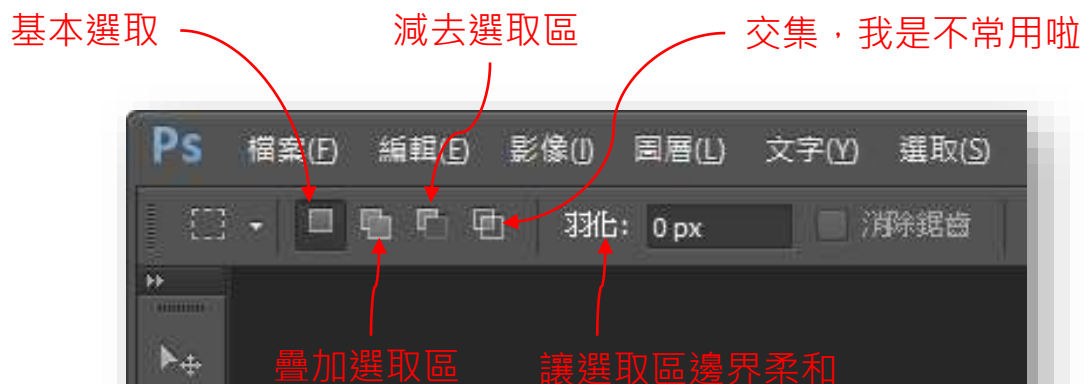 基本選取
減去選取區
交集，我是不常用啦
Ps 檔案(F) 編輯(E) 影像(I) 圖層(L) 文字(Y) 選取(S)
羽化: 0 px 消除鋸齒
疊加選取區
讓選取區邊界柔和